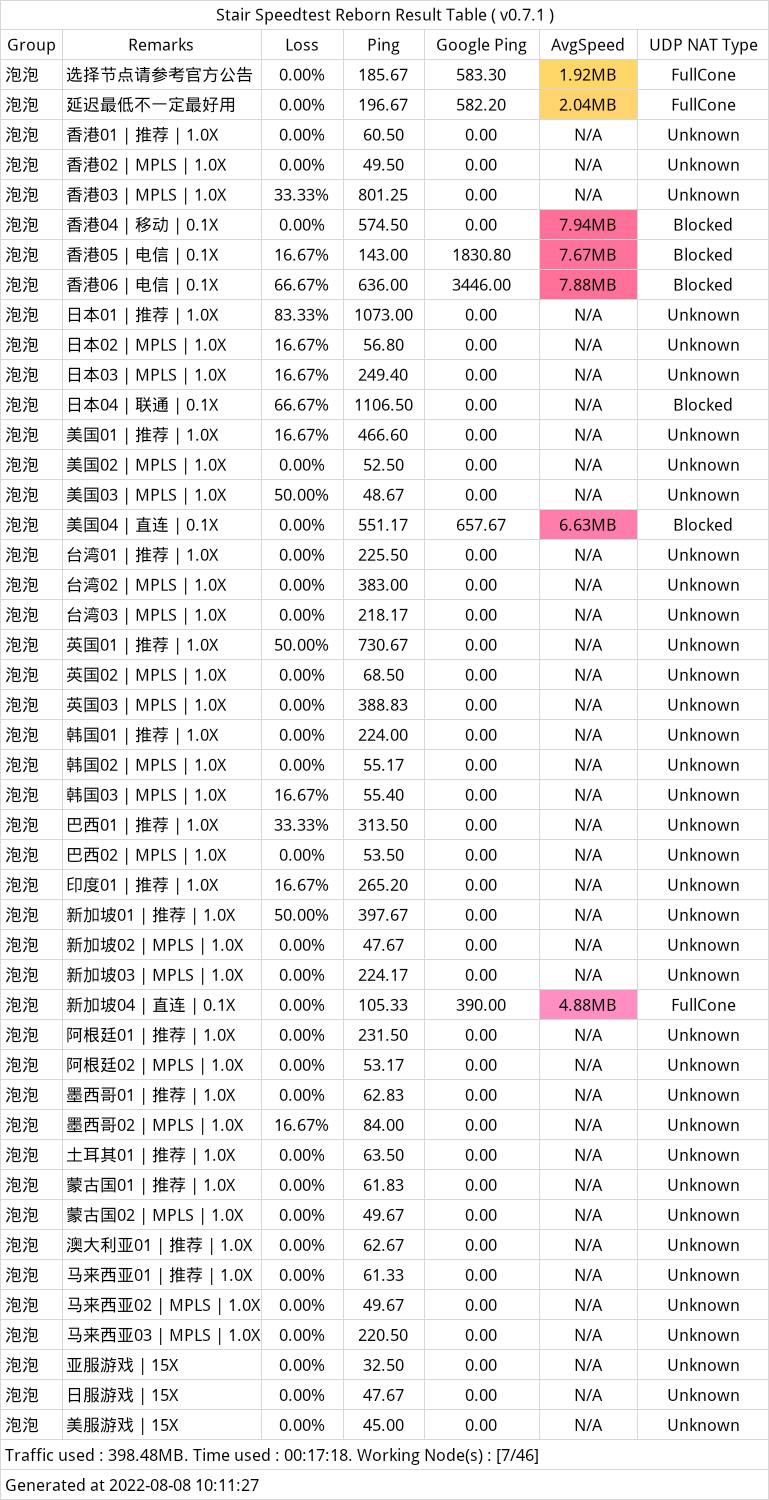 Stair Speedtest Reborn Result Table ( v0.7.1 )
Group Remarks Loss Ping Google Ping AvgSpeed UDP NAT Type
泡泡 选择节点请参考官方公告 0.00% 185.67 583.30 1.92MB FullCone
泡泡 延迟最低不一定最好用 0.00% 196.67 582.20 2.04MB FullCone
泡泡 香港01 | 推荐 | 1.0X 0.00% 60.50 0.00 N/A Unknown
泡泡 香港02 | MPLS | 1.0X 0.00% 49.50 0.00 N/A Unknown
泡泡 香港03 | MPLS | 1.0X 33.33% 801.25 0.00 N/A Unknown
泡泡 香港04 | 移动 | 0.1X 0.00% 574.50 0.00 7.94MB Blocked
泡泡 香港05 | 电信 | 0.1X 16.67% 143.00 1830.80 7.67MB Blocked
泡泡 香港06 | 电信 | 0.1X 66.67% 636.00 3446.00 7.88MB Blocked
泡泡 日本01 | 推荐 | 1.0X 83.33% 1073.00 0.00 N/A Unknown
泡泡 日本02 | MPLS | 1.0X 16.67% 56.80 0.00 N/A Unknown
泡泡 日本03 | MPLS | 1.0X 16.67% 249.40 0.00 N/A Unknown
泡泡 日本04 | 联通 | 0.1X 66.67% 1106.50 0.00 N/A Blocked
泡泡 美国01 | 推荐 | 1.0X 16.67% 466.60 0.00 N/A Unknown
泡泡 美国02 | MPLS | 1.0X 0.00% 52.50 0.00 N/A Unknown
泡泡 美国03 | MPLS | 1.0X 50.00% 48.67 0.00 N/A Unknown
泡泡 美国04 | 直连 | 0.1X 0.00% 551.17 657.67 6.63MB Blocked
泡泡 台湾01 | 推荐 | 1.0X 0.00% 225.50 0.00 N/A Unknown
泡泡 台湾02 | MPLS | 1.0X 0.00% 383.00 0.00 N/A Unknown
泡泡 台湾03 | MPLS | 1.0X 0.00% 218.17 0.00 N/A Unknown
泡泡 英国01 | 推荐 | 1.0X 50.00% 730.67 0.00 N/A Unknown
泡泡 英国02 | MPLS | 1.0X 0.00% 68.50 0.00 N/A Unknown
泡泡 英国03 | MPLS | 1.0X 0.00% 388.83 0.00 N/A Unknown
泡泡 韩国01 | 推荐 | 1.0X 0.00% 224.00 0.00 N/A Unknown
泡泡 韩国02 | MPLS | 1.0X 0.00% 55.17 0.00 N/A Unknown
泡泡 韩国03 | MPLS | 1.0X 16.67% 55.40 0.00 N/A Unknown
泡泡 巴西01 | 推荐 | 1.0X 33.33% 313.50 0.00 N/A Unknown
泡泡 巴西02 | MPLS | 1.0X 0.00% 53.50 0.00 N/A Unknown
泡泡 印度01 | 推荐 | 1.0X 16.67% 265.20 0.00 N/A Unknown
泡泡 新加坡01 | 推荐 | 1.0X 50.00% 397.67 0.00 N/A Unknown
泡泡 新加坡02 | MPLS | 1.0X 0.00% 47.67 0.00 N/A Unknown
泡泡 新加坡03 | MPLS | 1.0X 0.00% 224.17 0.00 N/A Unknown
泡泡 新加坡04 | 直连 | 0.1X 0.00% 105.33 390.00 4.88MB FullCone
泡泡 阿根廷01 | 推荐 | 1.0X 0.00% 231.50 0.00 N/A Unknown
泡泡 阿根廷02 | MPLS | 1.0X 0.00% 53.17 0.00 N/A Unknown
泡泡 墨西哥01 | 推荐 | 1.0X 0.00% 62.83 0.00 N/A Unknown
泡泡 墨西哥02 | MPLS | 1.0X 16.67% 84.00 0.00 N/A Unknown
泡泡 土耳其01 | 推荐 | 1.0X 0.00% 63.50 0.00 N/A Unknown
泡泡 蒙古国01 | 推荐 | 1.0X 0.00% 61.83 0.00 N/A Unknown
泡泡 蒙古国02 | MPLS | 1.0X 0.00% 49.67 0.00 N/A Unknown
泡泡 澳大利亚01 | 推荐 | 1.0X 0.00% 62.67 0.00 N/A Unknown
泡泡 马来西亚01 | 推荐 | 1.0X 0.00% 61.33 0.00 N/A Unknown
泡泡 马来西亚02 | MPLS | 1.0X 0.00% 49.67 0.00 N/A Unknown
泡泡 马来西亚03 | MPLS | 1.0X 0.00% 220.50 0.00 N/A Unknown
泡泡 亚服游戏 | 15X 0.00% 32.50 0.00 N/A Unknown
泡泡 日服游戏 | 15X 0.00% 47.67 0.00 N/A Unknown
泡泡 美服游戏 | 15X 0.00% 45.00 0.00 N/A Unknown
Traffic used : 398.48MB. Time used : 00:17:18. Working Node(s) : [7/46]
Generated at 2022-08-08 10:11:27